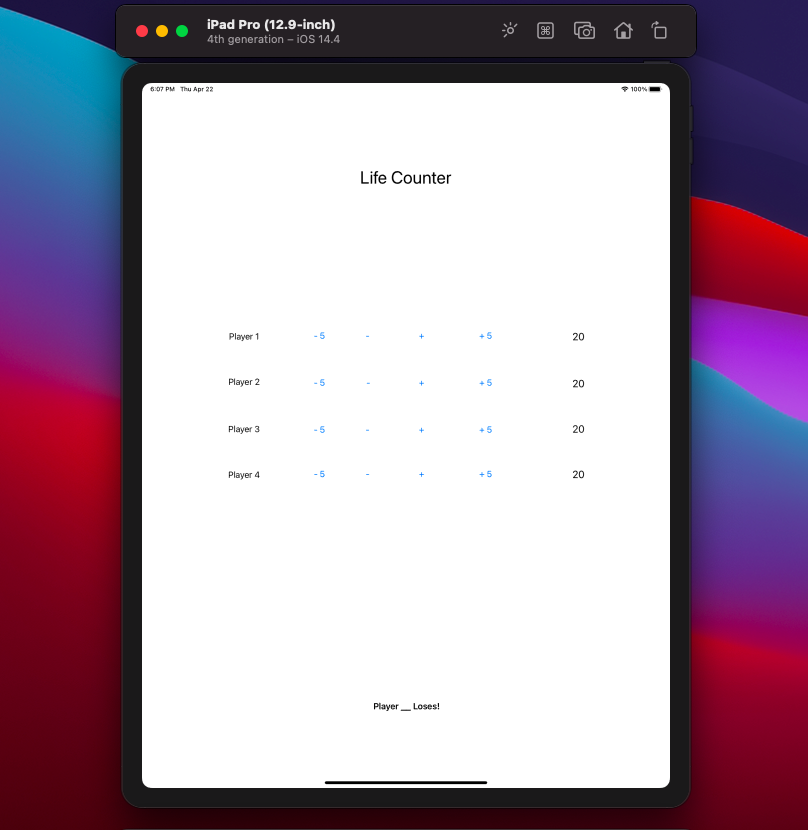 iPad Pro (12.9-inch)
4th generation – iOS 14.4
6:07 PM Thu Apr 22 100%
Life Counter
Player 1 - 5 - + + 5 20
Player 2 - 5 - + + 5 20
Player 3 - 5 - + + 5 20
Player 4 - 5 - + + 5 20
Player __ Loses!